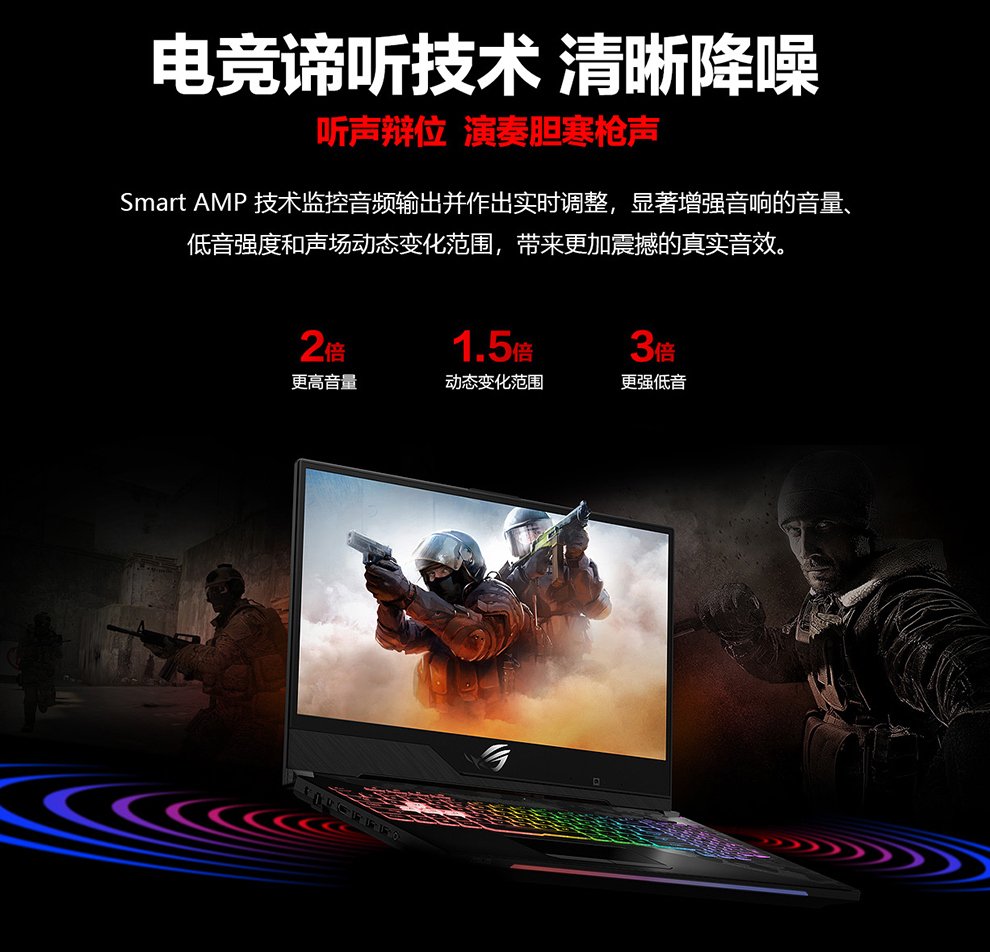 电竞谛听技术 清晰降噪
听声辩位 演奏胆寒枪声
Smart AMP 技术监控音频输出并作出实时调整，显著增强音响的音量、
低音强度和声场动态变化范围，带来更加震撼的真实音效。
2倍 1.5倍 3倍
更高音量 动态变化范围 更强低音